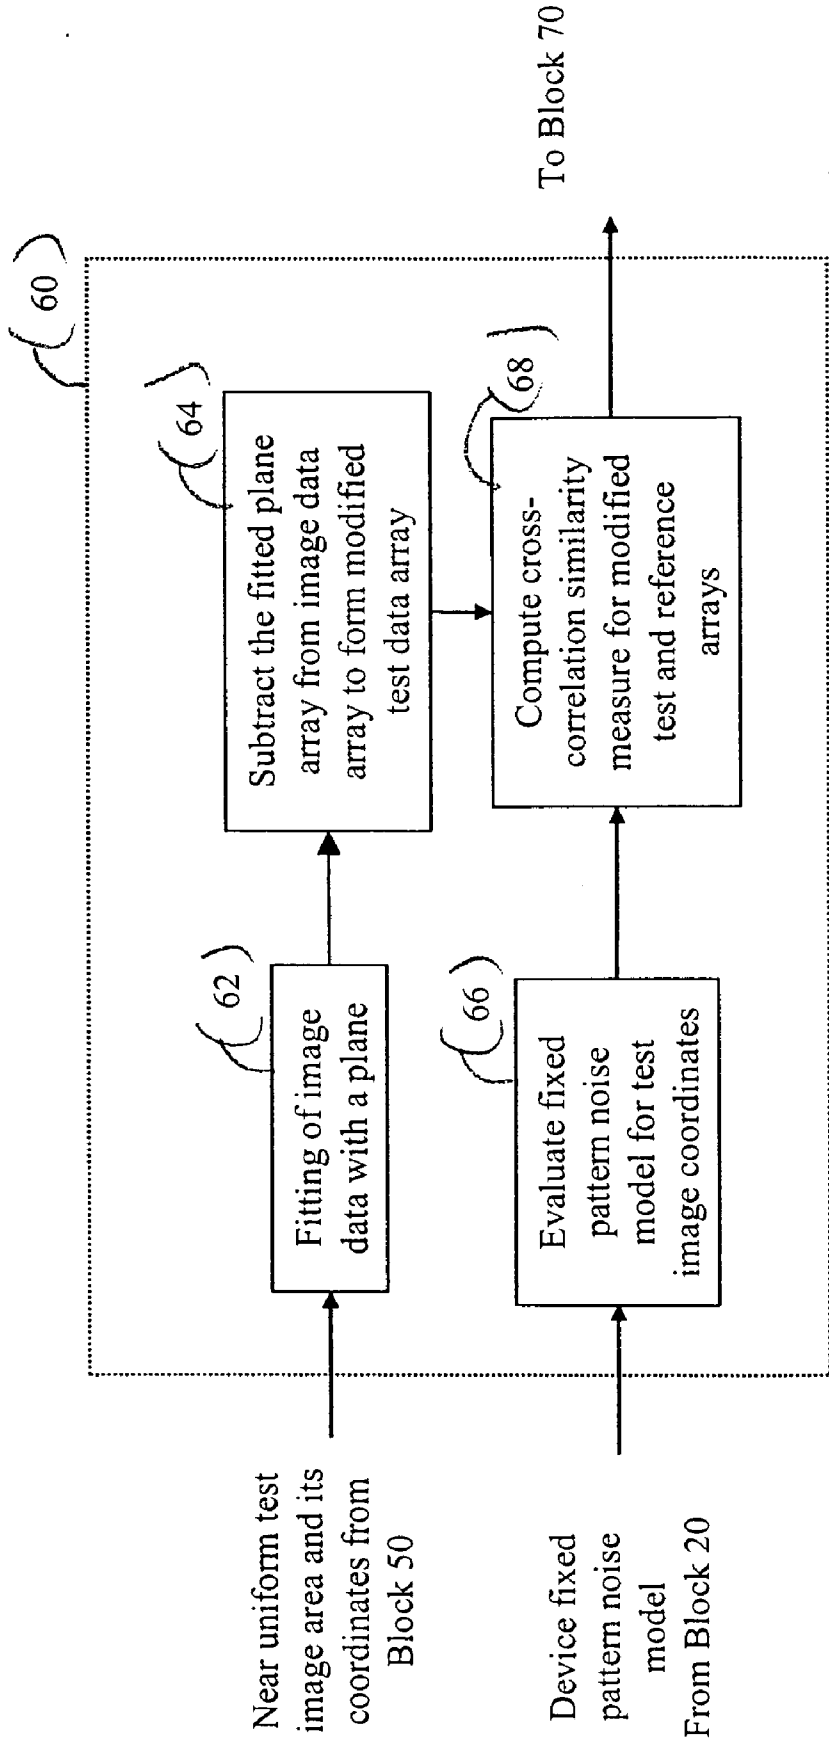 60
Near uniform test
image area and its
coordinates from
Block 50
62
Fitting of image
data with a plane
64
Subtract the fitted plane
array from image data
array to form modified
test data array
Device fixed
pattern noise
model
From Block 20
66
Evaluate fixed
pattern noise
model for test
image coordinates
68
Compute cross-
correlation similarity
measure for modified
test and reference
arrays
To Block 70